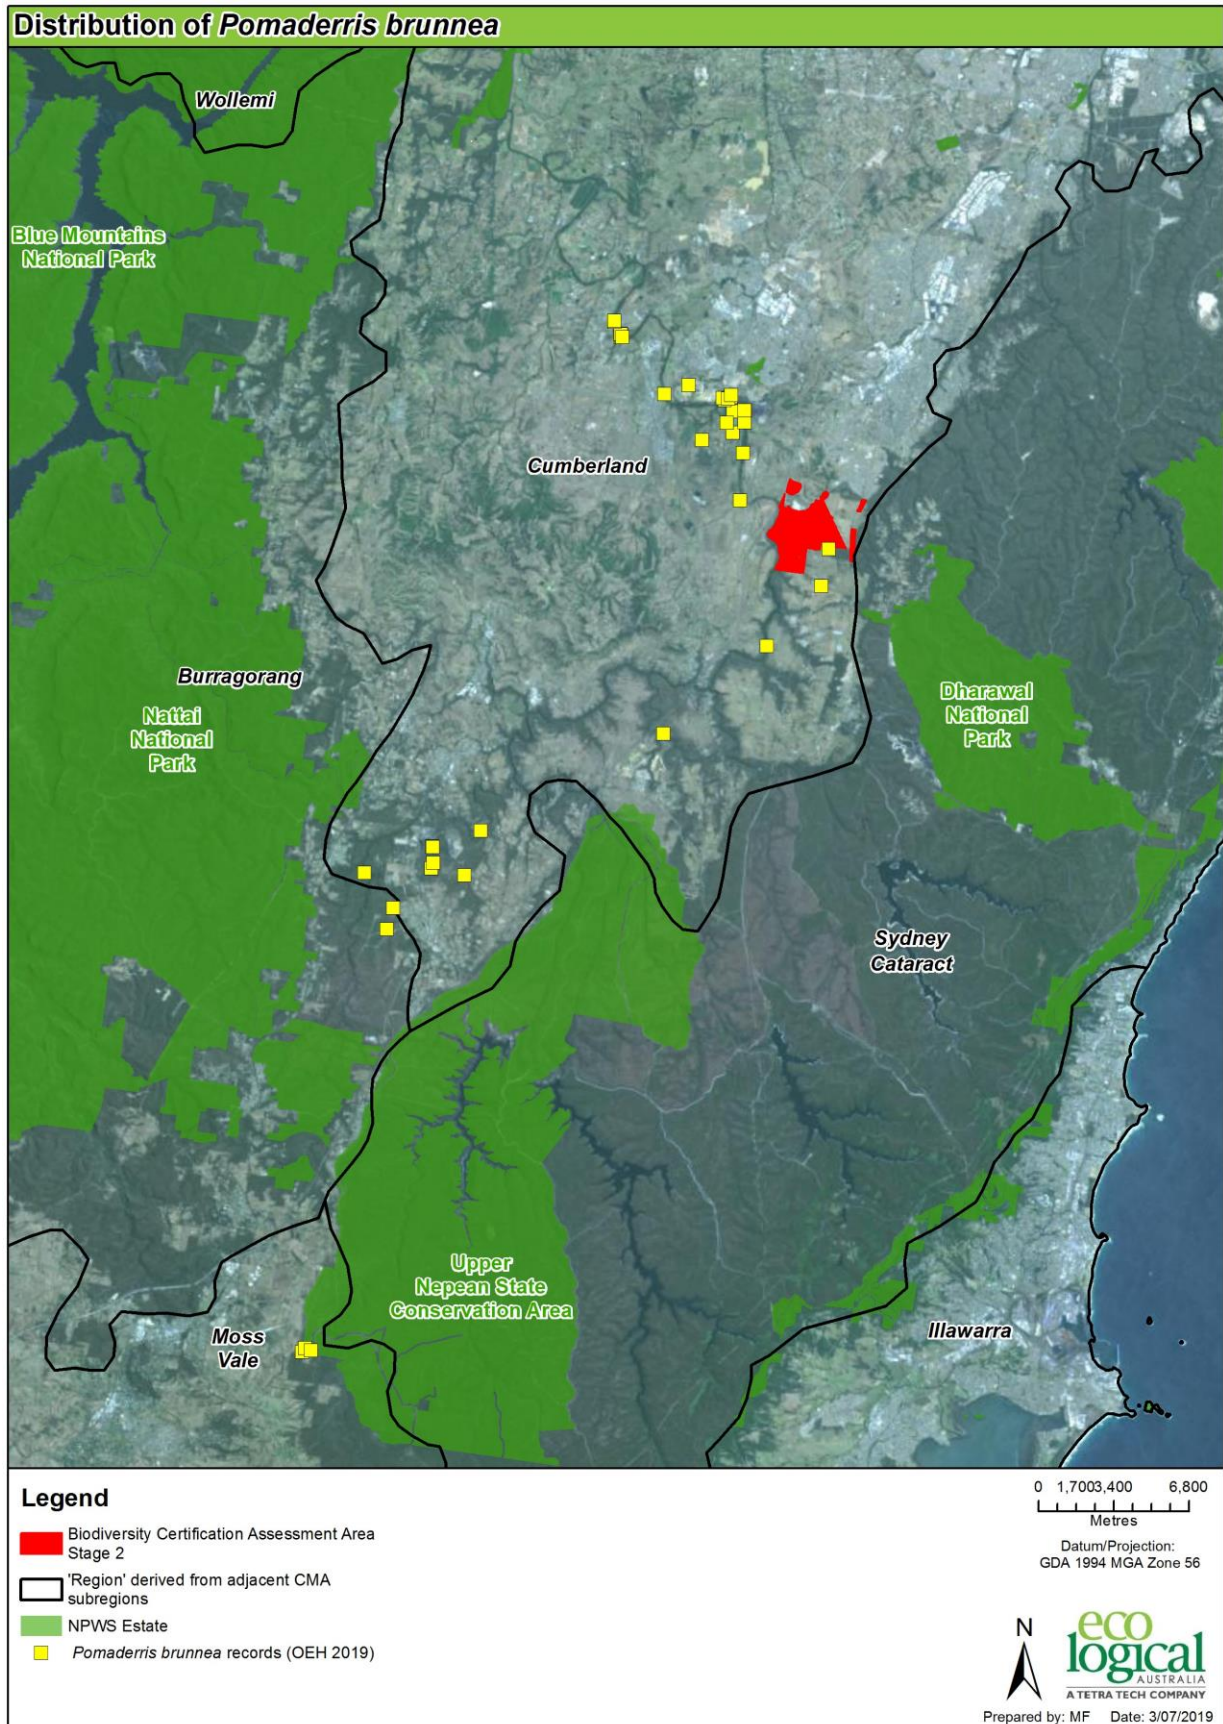 Distribution of Pomaderris brunnea
Wollemi
Blue Mountains
National Park
Cumberland
Burragorang
Nattai
National
Park
Dharawal
National
Park
Sydney
Cataract
Upper
Nepean State
Conservation Area
Moss
Vale
Illawarra
Legend
Biodiversity Certification Assessment Area
Stage 2
'Region' derived from adjacent CMA
subregions
NPWS Estate
Pomaderris brunnea records (OEH 2019)
0 1,7003,400 6,800
Metres
Datum/Projection:
GDA 1994 MGA Zone 56
N
eco
logical
AUSTRALIA
A TETRA TECH COMPANY
Prepared by: MF Date: 3/07/2019